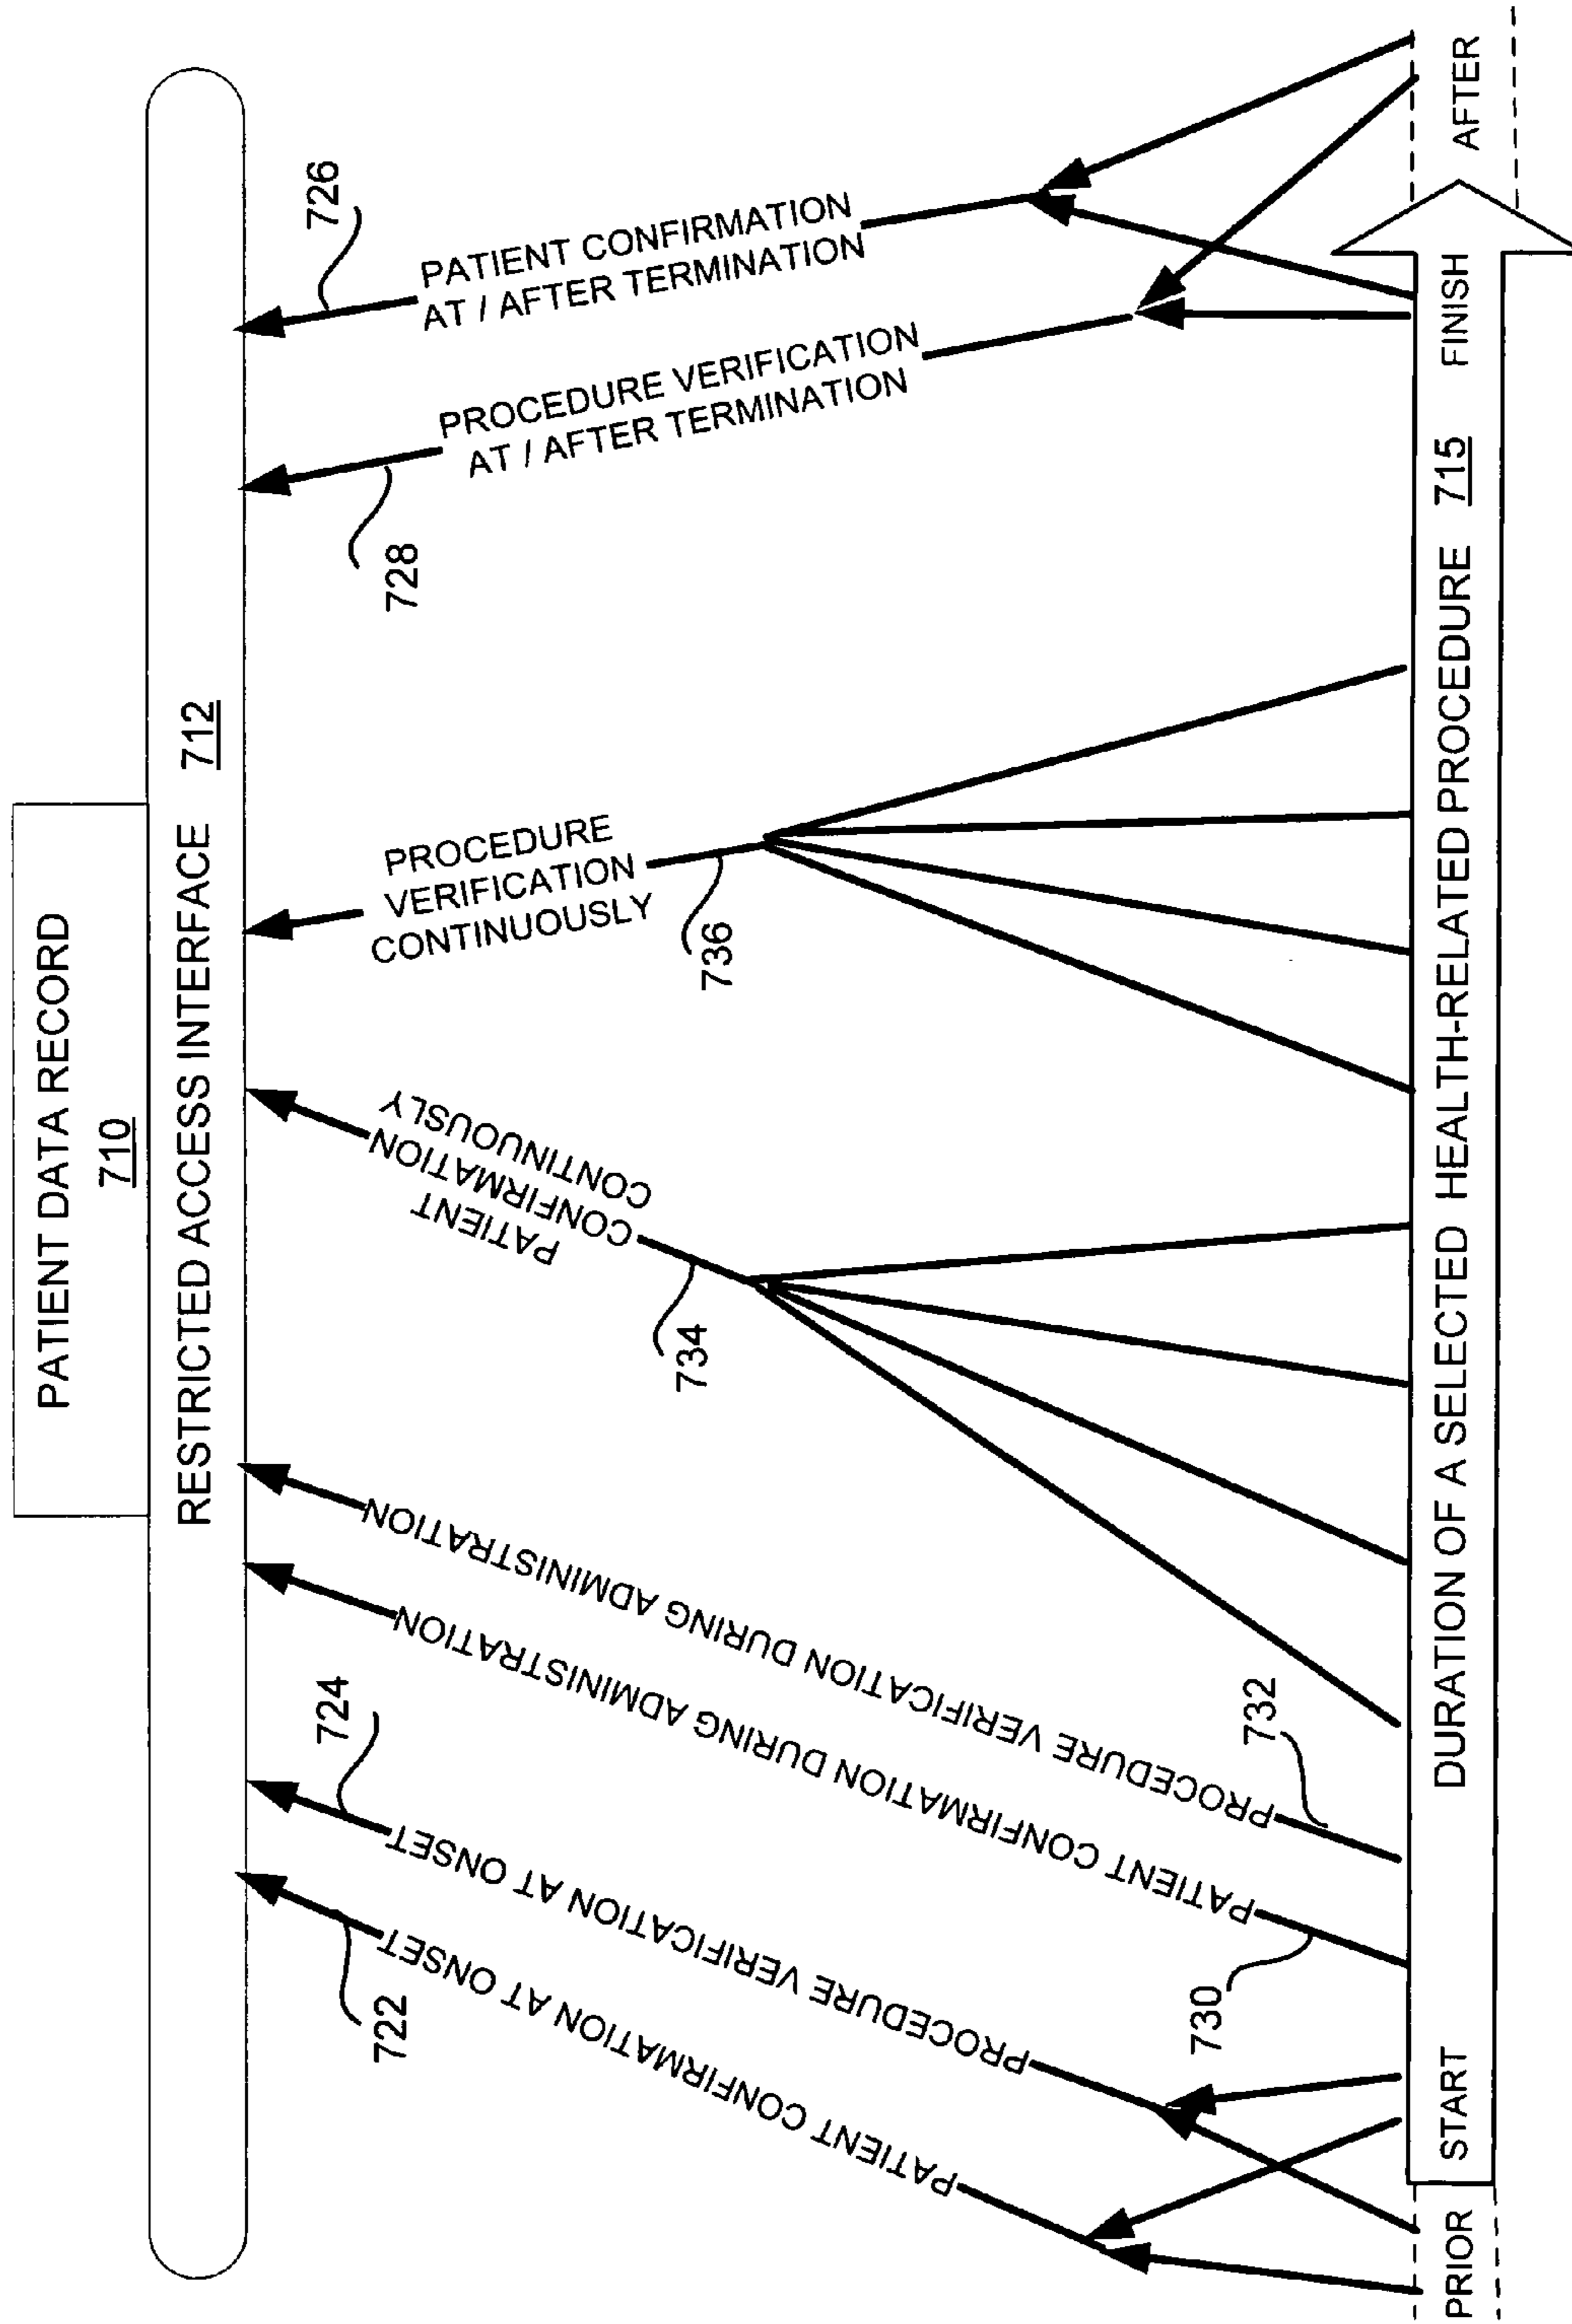 PATIENT DATA RECORD
710
RESTRICTED ACCESS INTERFACE 712
722
PATIENT CONFIRMATION AT ONSET
724
PROCEDURE VERIFICATION AT ONSET
730
PATIENT CONFIRMATION DURING ADMINISTRATION
732
PROCEDURE VERIFICATION DURING ADMINISTRATION
734
PATIENT
CONFIRMATION
CONTINUOUSLY
736
PROCEDURE
VERIFICATION
CONTINUOUSLY
728
PROCEDURE VERIFICATION
AT / AFTER TERMINATION
726
PATIENT CONFIRMATION
AT / AFTER TERMINATION
PRIOR
START
DURATION OF A SELECTED HEALTH-RELATED PROCEDURE 715
FINISH
AFTER